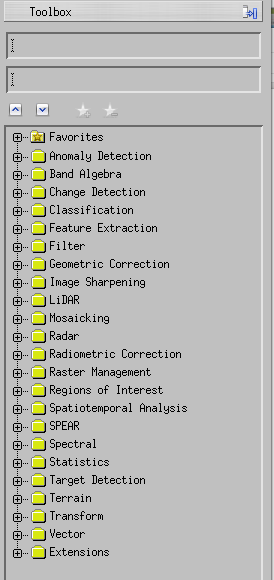 Toolbox
Favorites
Anomaly Detection
Band Algebra
Change Detection
Classification
Feature Extraction
Filter
Geometric Correction
Image Sharpening
LiDAR
Mosaicking
Radar
Radiometric Correction
Raster Management
Regions of Interest
Spatiotemporal Analysis
SPEAR
Spectral
Statistics
Target Detection
Terrain
Transform
Vector
Extensions